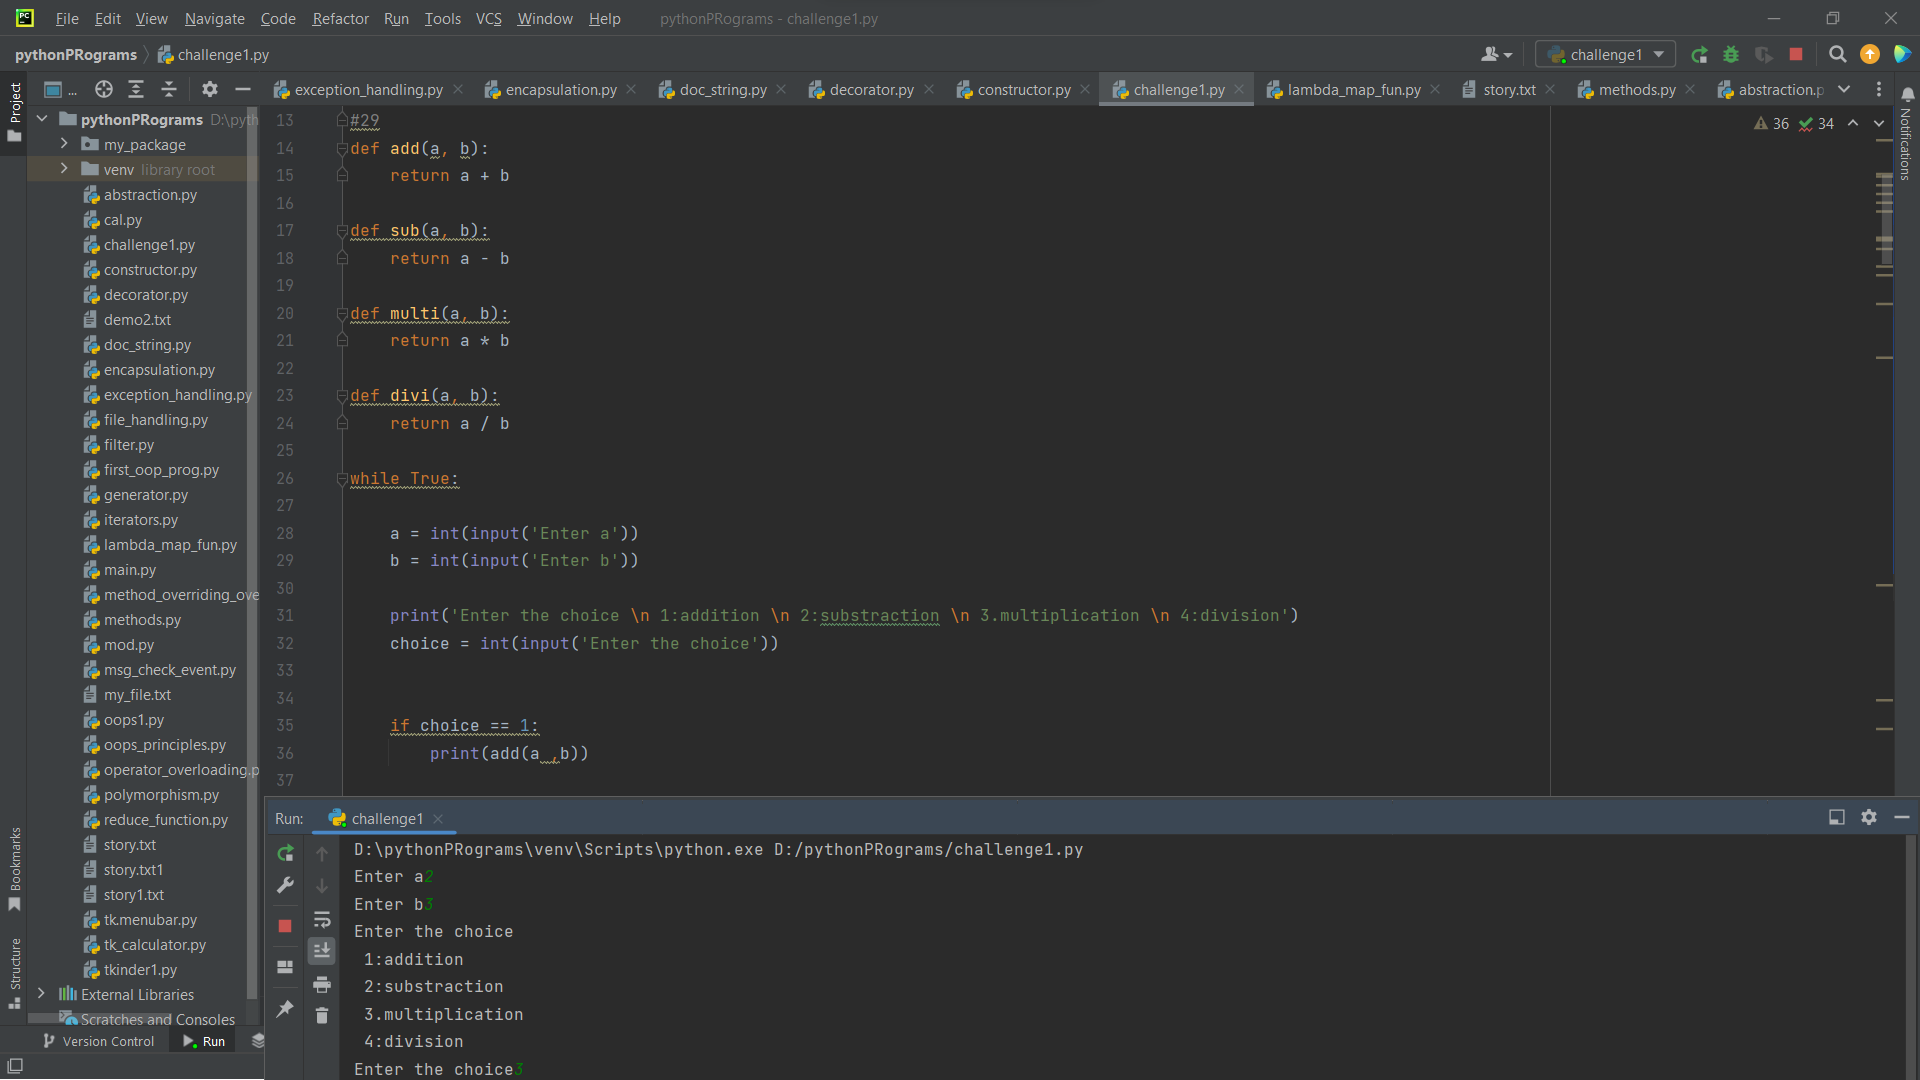 File Edit View Navigate Code Refactor Run Tools VCS Window Help pythonPRograms - challenge1.py
pythonPRograms challenge1.py challenge1
... exception_handling.py encapsulation.py doc_string.py decorator.py constructor.py challenge1.py lambda_map_fun.py story.txt methods.py abstraction.p
Project
Bookmarks
Structure
Notifications
pythonPRograms D:\pyth
my_package
venv library root
abstraction.py
cal.py
challenge1.py
constructor.py
decorator.py
demo2.txt
doc_string.py
encapsulation.py
exception_handling.py
file_handling.py
filter.py
first_oop_prog.py
generator.py
iterators.py
lambda_map_fun.py
main.py
method_overriding_ove
methods.py
mod.py
msg_check_event.py
my_file.txt
oops1.py
oops_principles.py
operator_overloading.p
polymorphism.py
reduce_function.py
story.txt
story.txt1
story1.txt
tk.menubar.py
tk_calculator.py
tkinder1.py
External Libraries
Scratches and Consoles
36 34
13 #29
14 def add(a, b):
15 return a + b
16
17 def sub(a, b):
18 return a - b
19
20 def multi(a, b):
21 return a * b
22
23 def divi(a, b):
24 return a / b
25
26 while True:
27
28 a = int(input('Enter a'))
29 b = int(input('Enter b'))
30
31 print('Enter the choice \n 1:addition \n 2:substraction \n 3.multiplication \n 4:division')
32 choice = int(input('Enter the choice'))
33
34
35 if choice == 1:
36 print(add(a ,b))
37
Run: challenge1
D:\pythonPRograms\venv\Scripts\python.exe D:/pythonPRograms/challenge1.py
Enter a2
Enter b3
Enter the choice
1:addition
2:substraction
3.multiplication
4:division
Enter the choice3
Version Control Run